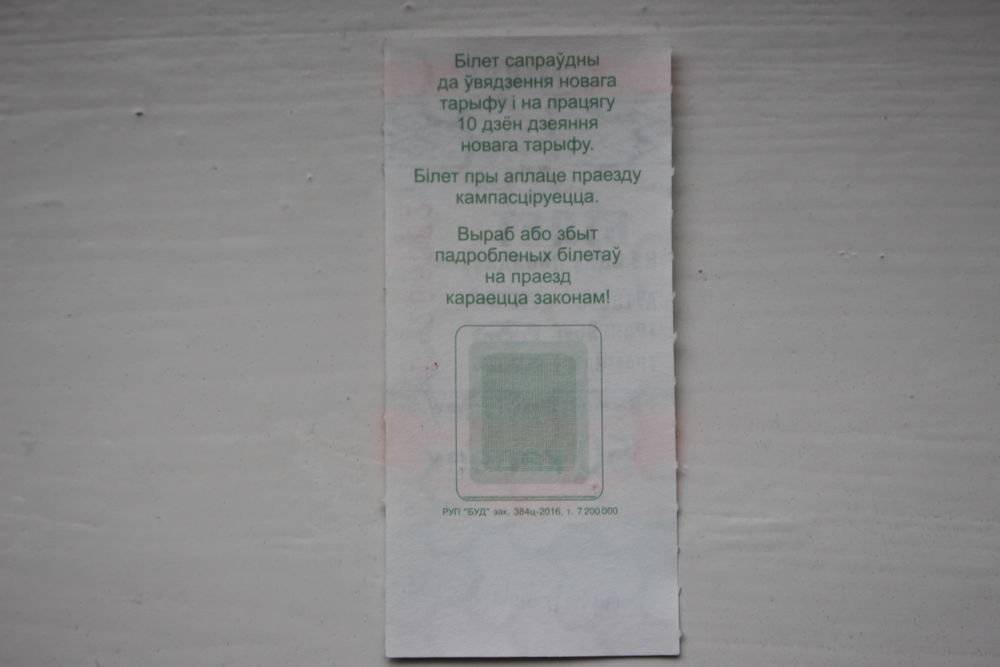 Білет сапраўдны
да ўвядзення новага
тарыфу і на працягу
10 дзён дзеяння
новага тарыфу.
Білет пры аплаце праезду
кампасціруецца.
Выраб або збыт
падробленых білетаў
на праезд
караецца законам!
РУП "БУД" зак. 384ц-2016, т. 7 200 000